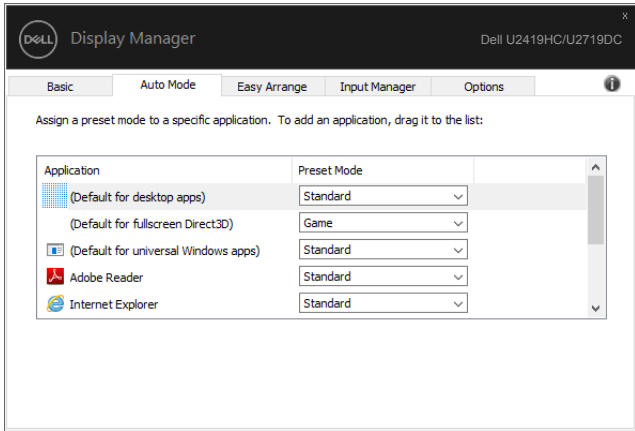 x
DELL Display Manager Dell U2419HC/U2719DC
Basic Auto Mode Easy Arrange Input Manager Options i
Assign a preset mode to a specific application. To add an application, drag it to the list:
Application Preset Mode
(Default for desktop apps) Standard
(Default for fullscreen Direct3D) Game
(Default for universal Windows apps) Standard
Adobe Reader Standard
Internet Explorer Standard